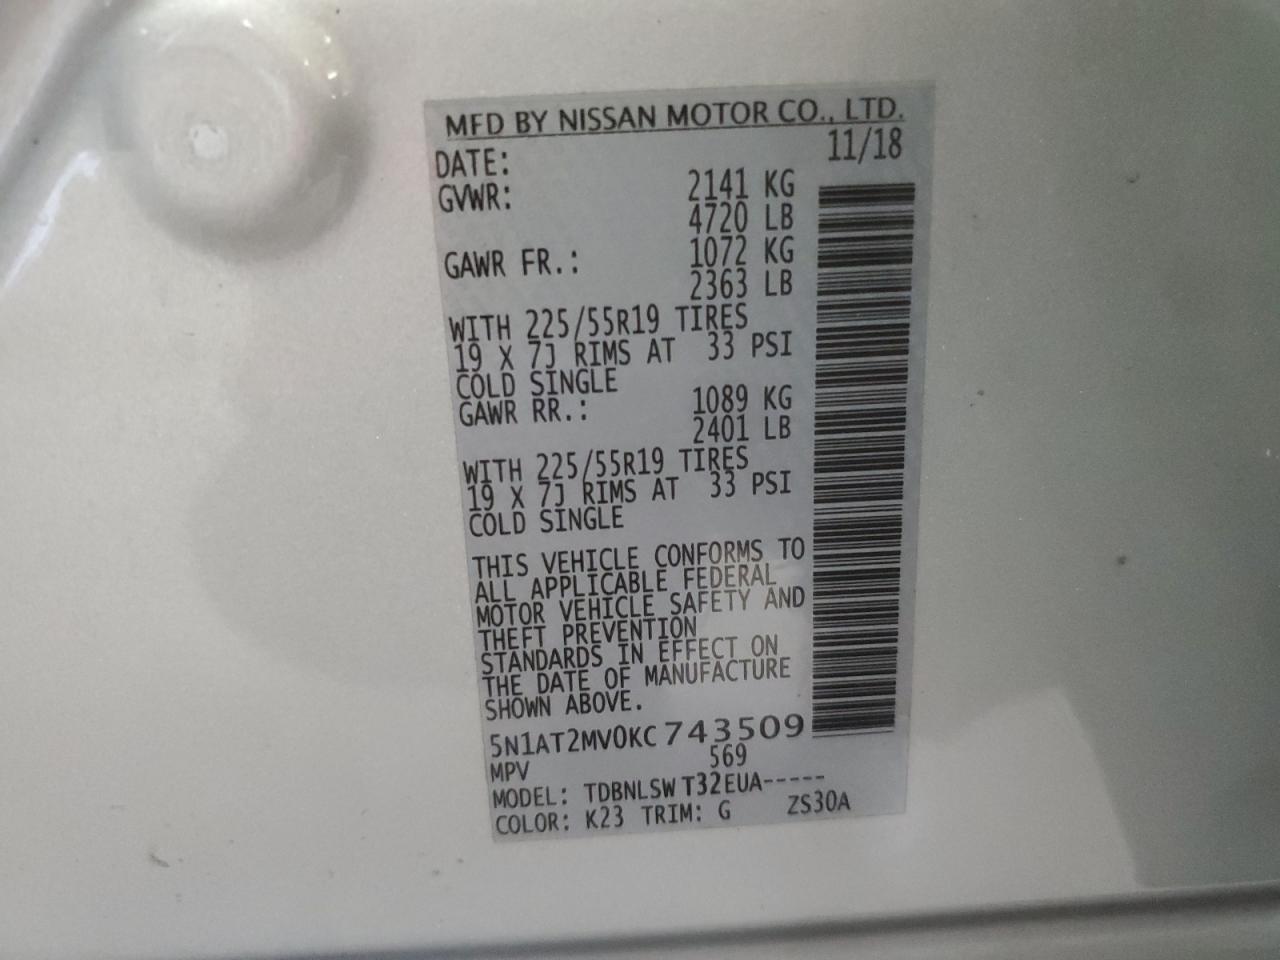 MFD BY NISSAN MOTOR CO., LTD.
DATE: 11/18
GVWR: 2141 KG
4720 LB
GAWR FR.: 1072 KG
2363 LB
WITH 225/55R19 TIRES
19 X 7J RIMS AT 33 PSI
COLD SINGLE
GAWR RR.: 1089 KG
2401 LB
WITH 225/55R19 TIRES
19 X 7J RIMS AT 33 PSI
COLD SINGLE
THIS VEHICLE CONFORMS TO
ALL APPLICABLE FEDERAL
MOTOR VEHICLE SAFETY AND
THEFT PREVENTION
STANDARDS IN EFFECT ON
THE DATE OF MANUFACTURE
SHOWN ABOVE.
5N1AT2MV0KC743509
MPV 569
MODEL: TDBNLSW T32EUA-----
COLOR: K23 TRIM: G ZS30A